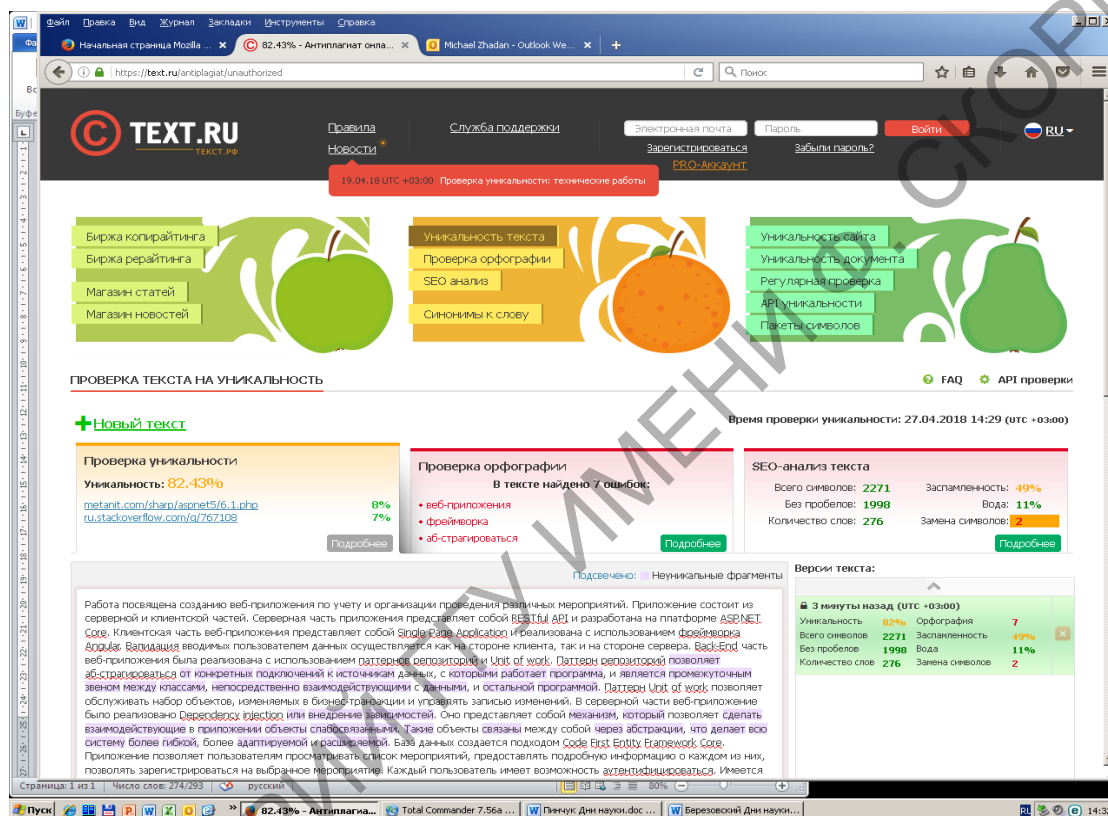 Файл Правка Вид Журнал Закладки Инструменты Справка
Начальная страница Mozilla ... 82.43% - Антиплагиат онла... Michael Zhadan - Outlook We...
https://text.ru/antiplagiat/unauthorized Поиск
TEXT.RU
ТЕКСТ.РФ
Правила Служба поддержки Электронная почта Пароль Войти RU
Новости Зарегистрироваться Забыли пароль?
PRO-Аккаунт
19.04.18 UTC +03:00 Проверка уникальности: технические работы
Биржа копирайтинга
Биржа рерайтинга
Магазин статей
Магазин новостей
Уникальность текста
Проверка орфографии
SEO анализ
Синонимы к слову
Уникальность сайта
Уникальность документа
Регулярная проверка
API уникальности
Пакеты символов
ПРОВЕРКА ТЕКСТА НА УНИКАЛЬНОСТЬ FAQ API проверки
Новый текст Время проверки уникальности: 27.04.2018 14:29 (UTC +03:00)
Проверка уникальности
Уникальность: 82.43%
metanit.com/sharp/aspnet5/6.1.php 8%
ru.stackoverflow.com/q/767108 7%
Подробнее
Проверка орфографии
В тексте найдено 7 ошибок:
• веб-приложения
• фреймворка
• аб-страгироваться
Подробнее
SEO-анализ текста
Всего символов: 2271 Заспамленность: 49%
Без пробелов: 1998 Вода: 11%
Количество слов: 276 Замена символов: 2
Подробнее
Подсвечено: Неуникальные фрагменты
Работа посвящена созданию веб-приложения по учету и организации проведения различных мероприятий. Приложение состоит из
серверной и клиентской частей. Серверная часть приложения представляет собой RESTful API и разработана на платформе ASP.NET
Core. Клиентская часть веб-приложения представляет собой Single Page Application и реализована с использованием фреймворка
Angular. Валидация вводимых пользователем данных осуществляется как на стороне клиента, так и на стороне сервера. Back-End часть
веб-приложения была реализована с использованием паттернов репозиторий и Unit of work. Паттерн репозиторий позволяет
аб-страгироваться от конкретных подключений к источникам данных, с которыми работает программа, и является промежуточным
звеном между классами, непосредственно взаимодействующими с данными, и остальной программой. Паттерн Unit of work позволяет
обслуживать набор объектов, изменяемых в бизнес-транзакции и управлять записью изменений. В серверной части веб-приложение
было реализовано Dependency injection или внедрение зависимостей. Оно представляет собой механизм, который позволяет сделать
взаимодействующие в приложении объекты слабосвязанными. Такие объекты связаны между собой через абстракции, что делает всю
систему более гибкой, более адаптируемой и расширяемой. База данных создается подходом Code First Entity Framework Core.
Приложение позволяет пользователям просматривать список мероприятий, предоставлять подробную информацию о каждом из них,
позволять зарегистрироваться на выбранное мероприятие. Каждый пользователь имеет возможность аутентифицироваться. Имеется
Версии текста:
3 минуты назад (UTC +03:00)
Уникальность 82% Орфография 7
Всего символов 2271 Заспамленность 49%
Без пробелов 1998 Вода 11%
Количество слов 276 Замена символов 2
Страница: 1 из 1 Число слов: 274/293 русский 80%
Пуск 82.43% - Антиплагиа... Total Commander 7.56a ... Пинчук Дни науки.doc ... Березовский Дни науки... RU